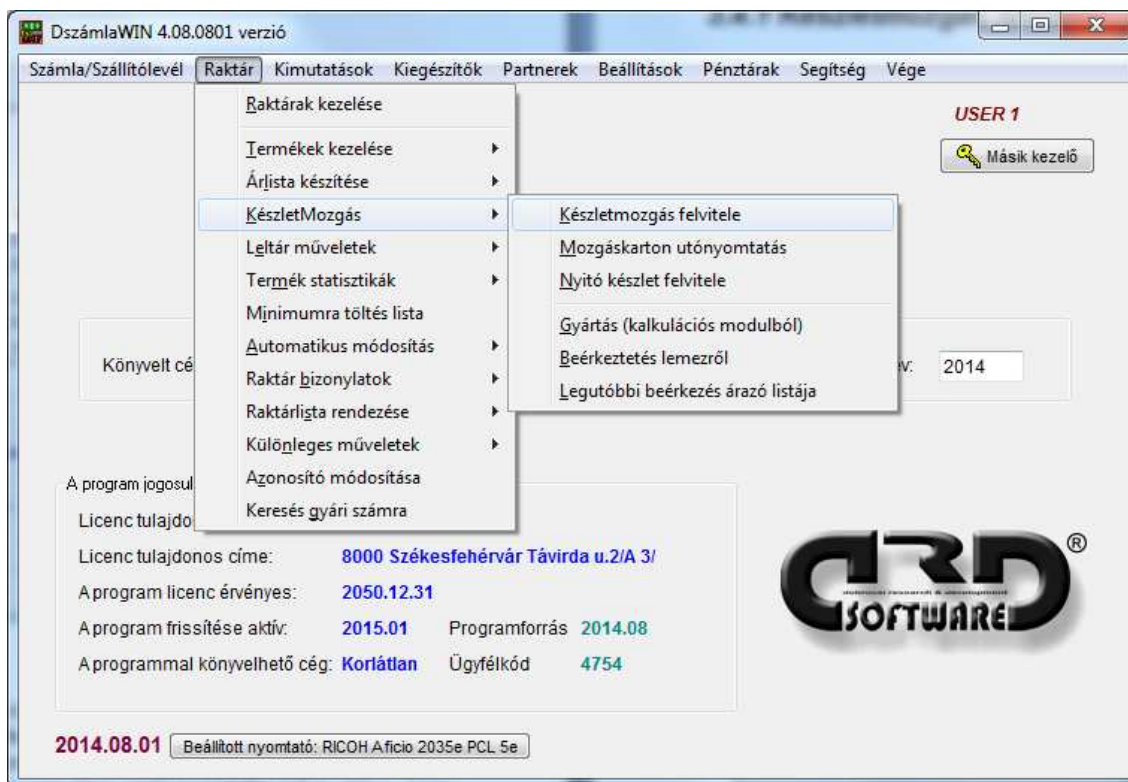 DszámlaWIN 4.08.0801 verzió
Számla/Szállítólevél Raktár Kimutatások Kiegészítők Partnerek Beállítások Pénztárak Segítség Vége
Raktárak kezelése
Termékek kezelése
Árlista készítése
KészletMozgás
Leltár műveletek
Termék statisztikák
Minimumra töltés lista
Automatikus módosítás
Raktár bizonylatok
Raktárlista rendezése
Különleges műveletek
Azonosító módosítása
Keresés gyári számra
Készletmozgás felvitele
Mozgáskarton utónyomtatás
Nyitó készlet felvitele
Gyártás (kalkulációs modulból)
Beérkeztetés lemezről
Legutóbbi beérkezés árazó listája
USER 1
Másik kezelő
Könyvelt cé
2014
A program jogosul
Licenc tulajdo
Licenc tulajdonos címe: 8000 Székesfehérvár Távirda u.2/A 3/
A program licenc érvényes: 2050.12.31
A program frissítése aktív: 2015.01 Programforrás 2014.08
A programmal könyvelhető cég: Korlátlan Ügyfélkód 4754
DRD
SOFTWARE
®
2014.08.01 Beállított nyomtató: RICOH Aficio 2035e PCL 5e